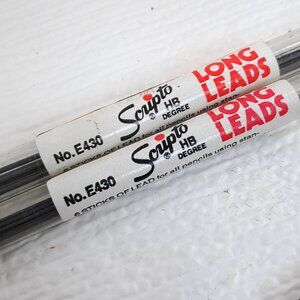 No. E430 Scripto® HB DEGREE LONG LEADS
No. E430 Scripto® HB DEGREE LONG LEADS
6 STICKS OF LEAD for all pencils using stan-